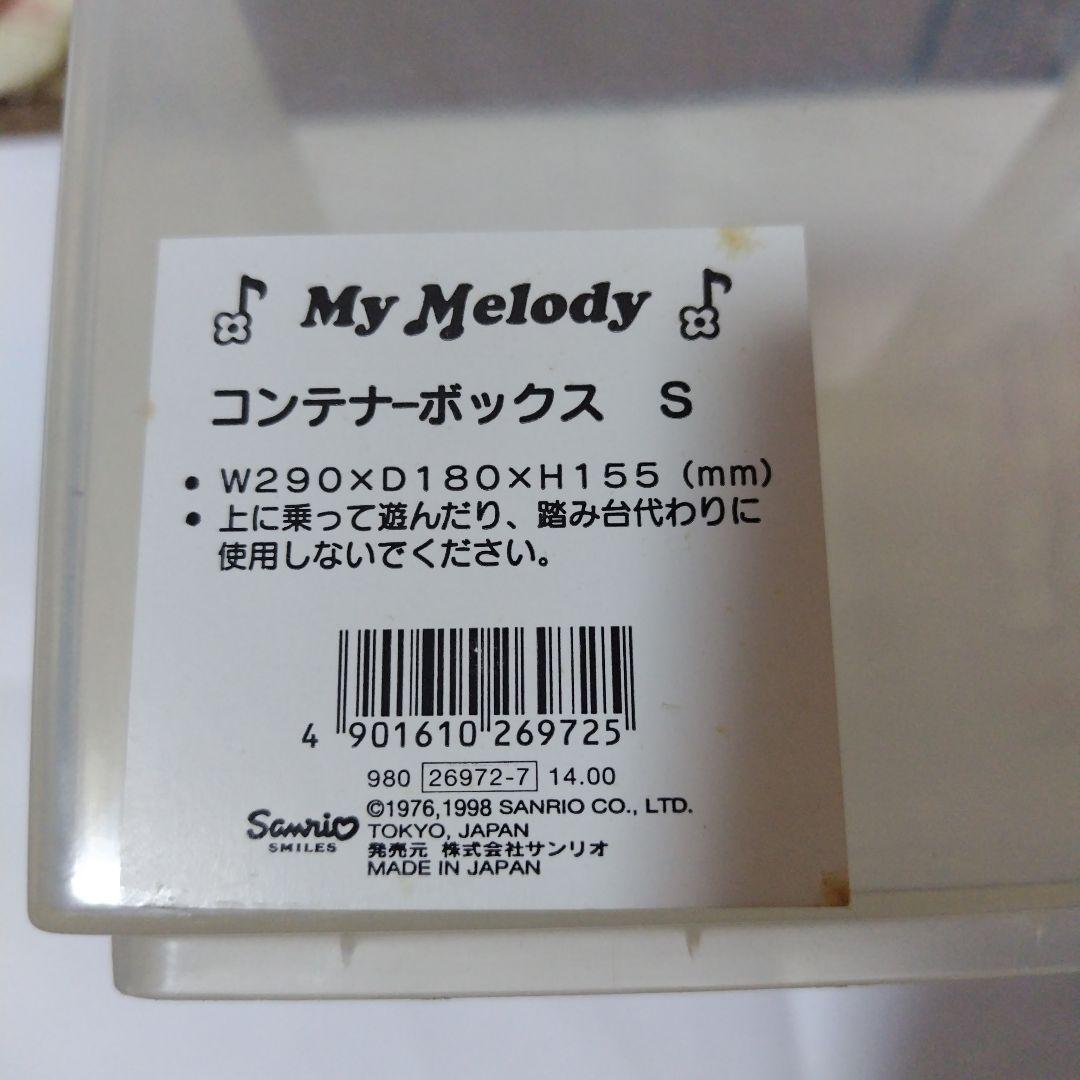 My Melody
コンテナーボックス S
• W290×D180×H155 (mm)
• 上に乗って遊んだり、踏み台代わりに
使用しないでください。
4 901610 269725
980 26972-7 14.00
©1976,1998 SANRIO CO., LTD.
Sanrio TOKYO, JAPAN
SMILES 発売元 株式会社サンリオ
MADE IN JAPAN